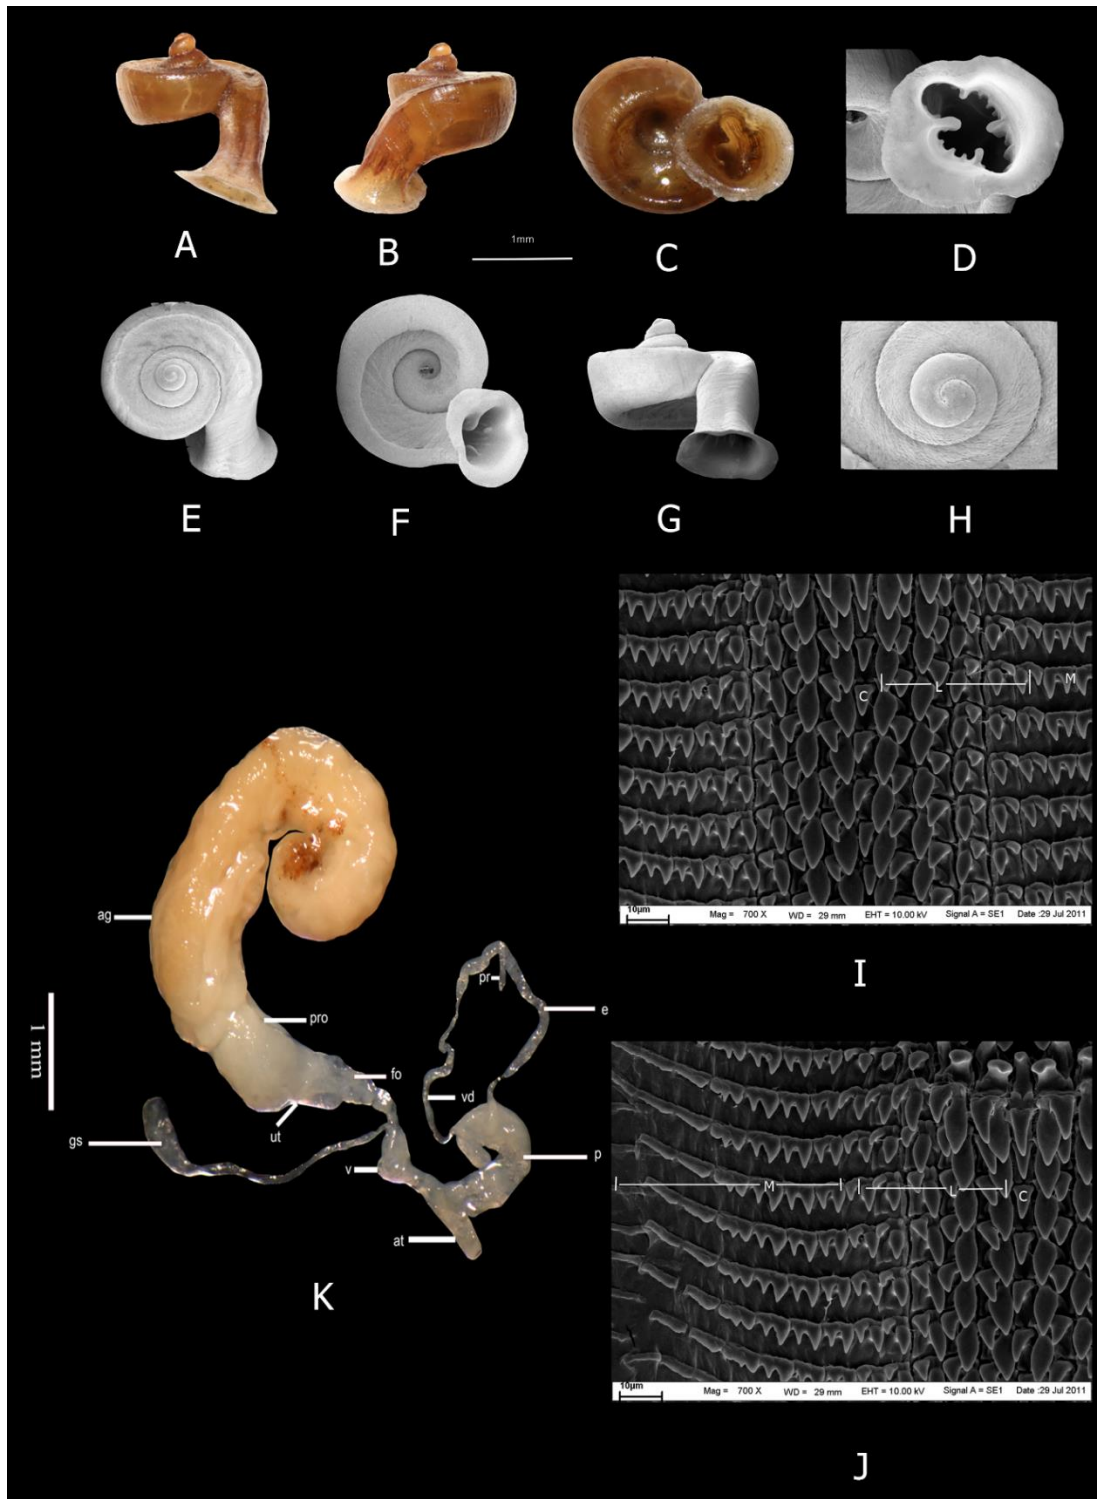 A
B
1mm
C
D
E
F
G
H
C
L
M
10µm Mag = 700 X WD = 29 mm EHT = 10.00 kV Signal A = SE1 Date :29 Jul 2011
I
ag
pr
e
pro
1 mm
fo
vd
gs
ut
v
p
at
K
M
L
C
10µm Mag = 700 X WD = 29 mm EHT = 10.00 kV Signal A = SE1 Date :29 Jul 2011
J